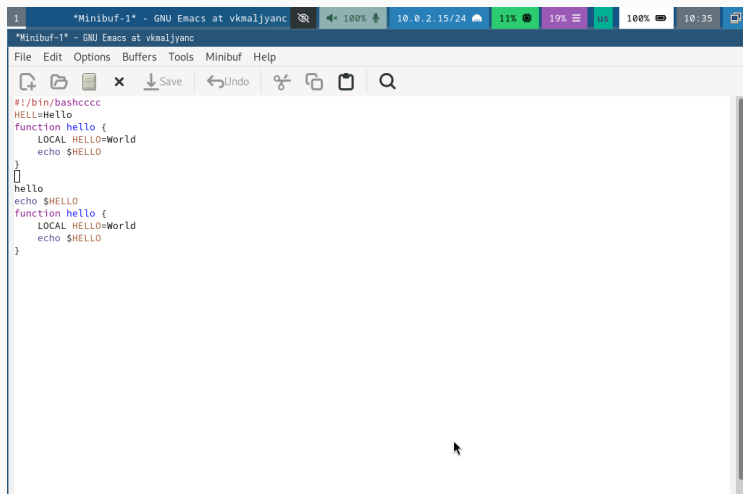 1 *Minibuf-1* - GNU Emacs at vkmaljyanc 100% 10.0.2.15/24 11% 19% us 100% 10:35
*Minibuf-1* - GNU Emacs at vkmaljyanc
File Edit Options Buffers Tools Minibuf Help
Save Undo
#!/bin/bashcccc
HELL=Hello
function hello {
    LOCAL HELLO=World
    echo $HELLO
}
hello
echo $HELLO
function hello {
    LOCAL HELLO=World
    echo $HELLO
}